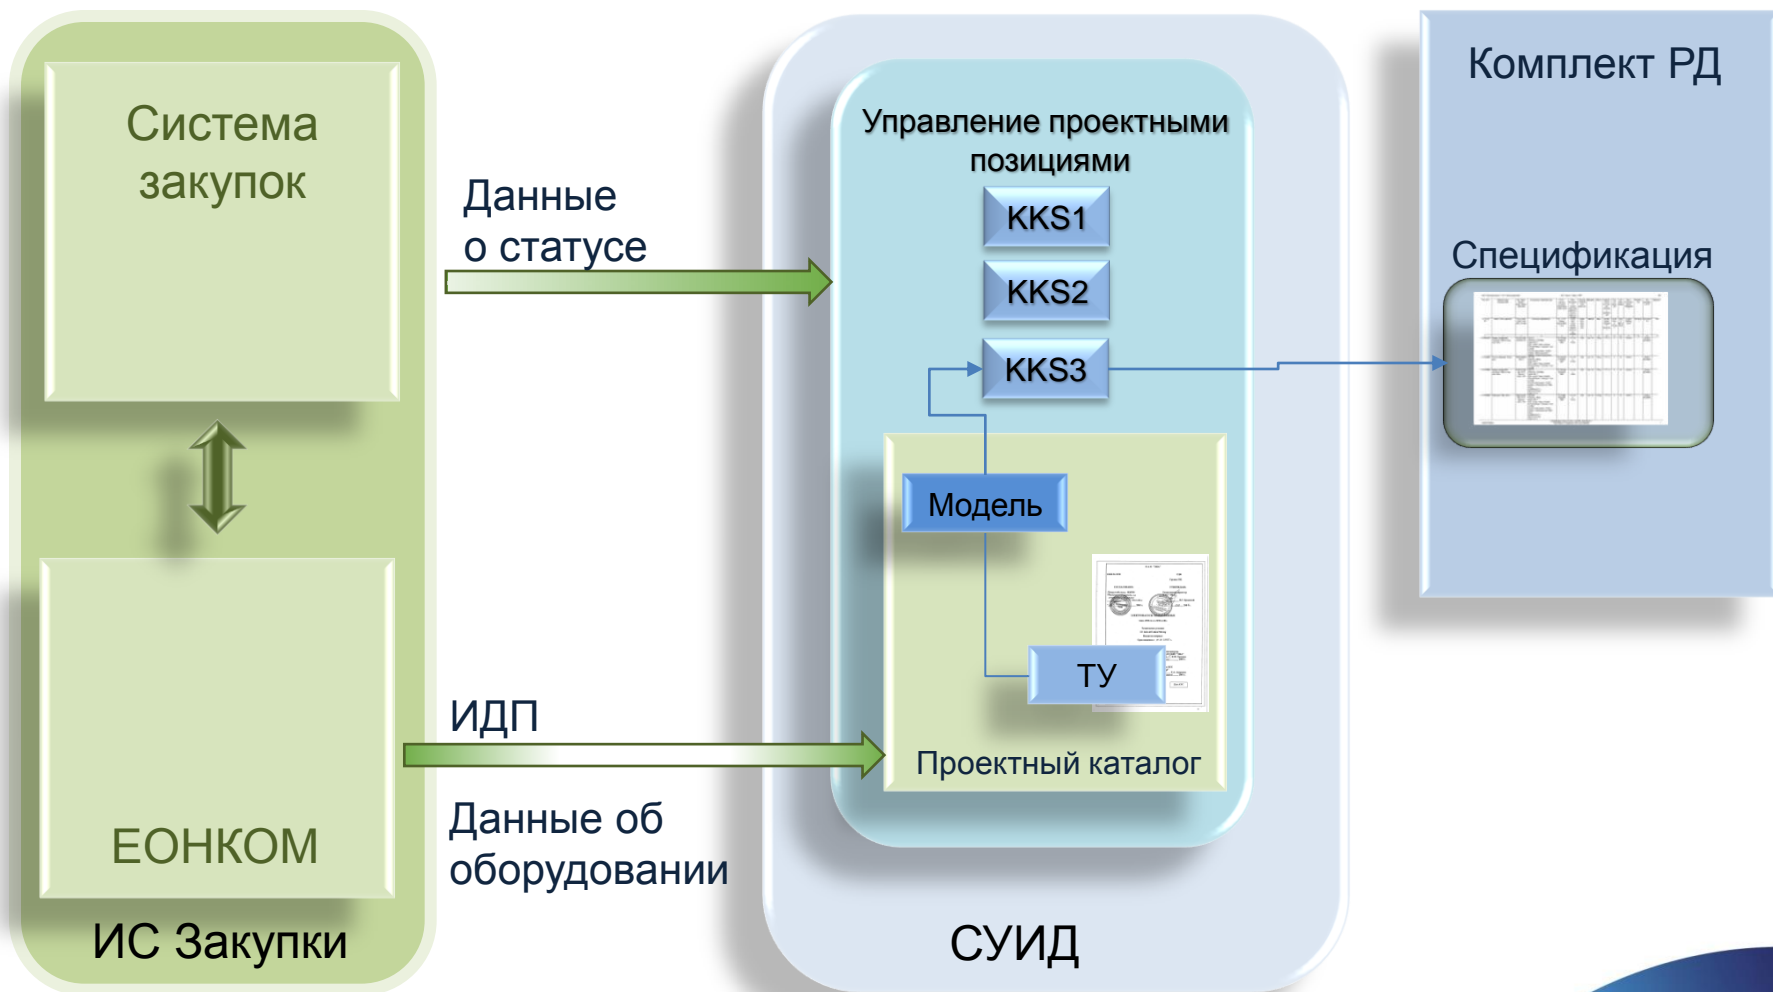 Система
закупок
ЕОНКОМ
ИС Закупки
Данные
о статусе
ИДП
Данные об
оборудовании
Управление проектными
позициями
KKS1
KKS2
KKS3
Модель
ТУ
Проектный каталог
СУИД
Комплект РД
Спецификация